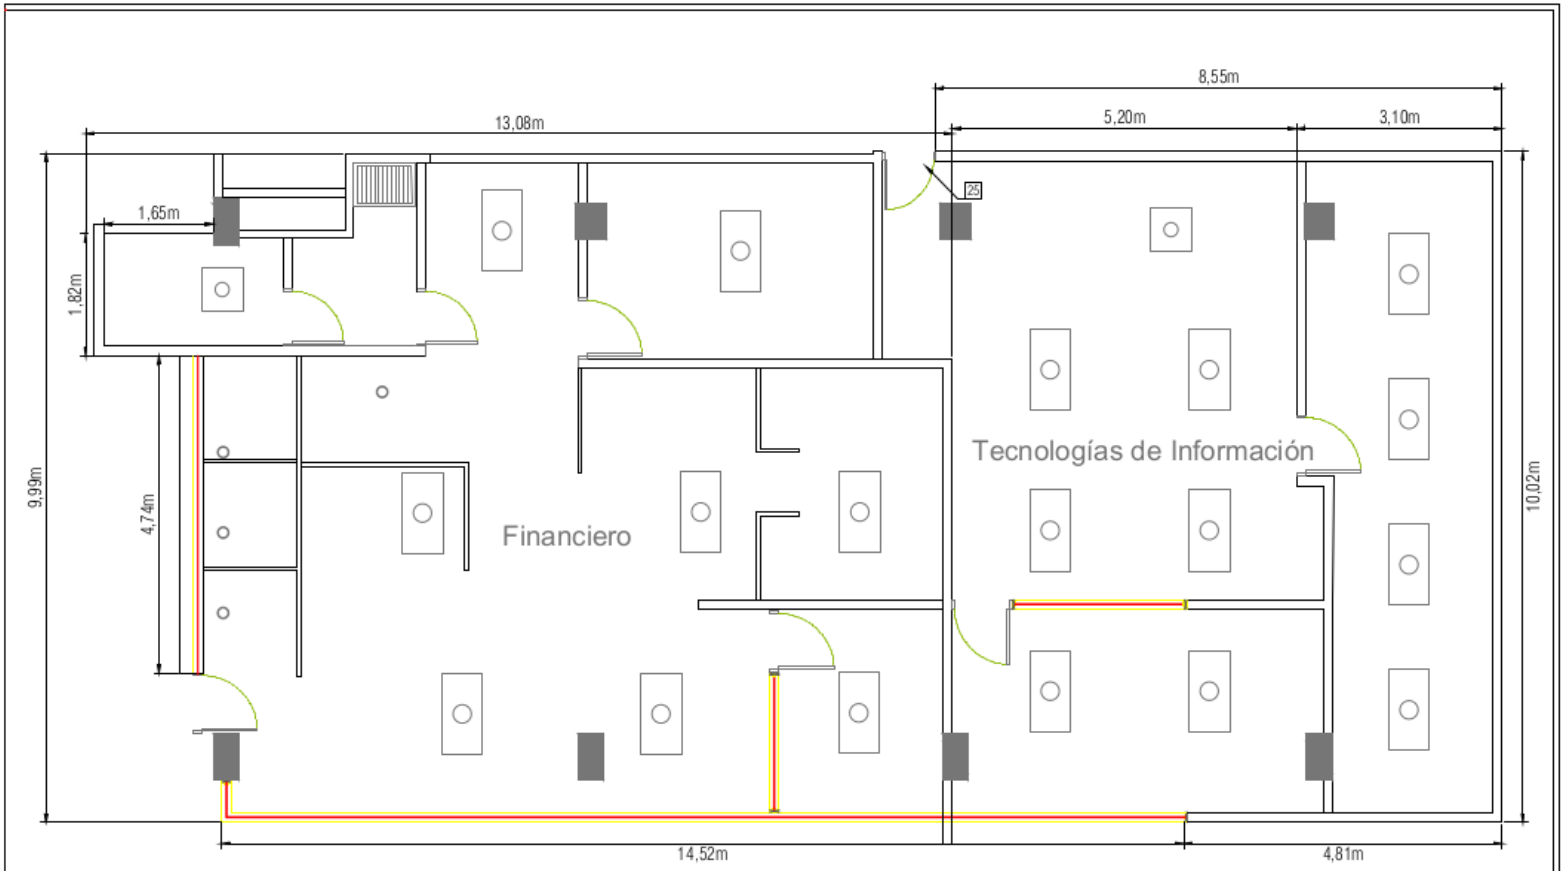 8,55m
5,20m
3,10m
13,08m
25
1,65m
1,82m
Tecnologías de Información
9,99m
4,74m
10,02m
Financiero
14,52m
4,81m